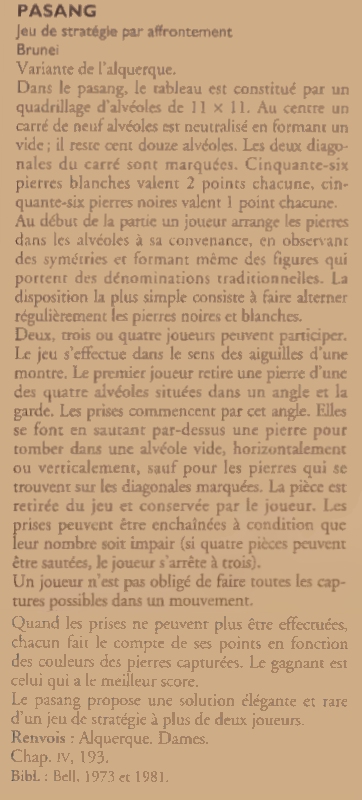 PASANG
Jeu de stratégie par affrontement
Brunei
Variante de l'alquerque.
Dans le pasang, le tableau est constitué par un
quadrillage d'alvéoles de 11 × 11. Au centre un
carré de neuf alvéoles est neutralisé en formant un
vide ; il reste cent douze alvéoles. Les deux diago-
nales du carré sont marquées. Cinquante-six
pierres blanches valent 2 points chacune, cin-
quante-six pierres noires valent 1 point chacune.
Au début de la partie un joueur arrange les pierres
dans les alvéoles à sa convenance, en observant
des symétries et formant même des figures qui
portent des dénominations traditionnelles. La
disposition la plus simple consiste à faire alterner
régulièrement les pierres noires et blanches.
Deux, trois ou quatre joueurs peuvent participer.
Le jeu s'effectue dans le sens des aiguilles d'une
montre. Le premier joueur retire une pierre d'une
des quatre alvéoles situées dans un angle et la
garde. Les prises commencent par cet angle. Elles
se font en sautant par-dessus une pierre pour
tomber dans une alvéole vide, horizontalement
ou verticalement, sauf pour les pierres qui se
trouvent sur les diagonales marquées. La pièce est
retirée du jeu et conservée par le joueur. Les
prises peuvent être enchaînées à condition que
leur nombre soit impair (si quatre pièces peuvent
être sautées, le joueur s'arrête à trois).
Un joueur n'est pas obligé de faire toutes les cap-
tures possibles dans un mouvement.
Quand les prises ne peuvent plus être effectuées,
chacun fait le compte de ses points en fonction
des couleurs des pierres capturées. Le gagnant est
celui qui a le meilleur score.
Le pasang propose une solution élégante et rare
d'un jeu de stratégie à plus de deux joueurs.
Renvois : Alquerque. Dames.
Chap. IV, 193.
Bibl. : Bell. 1973 et 1981.